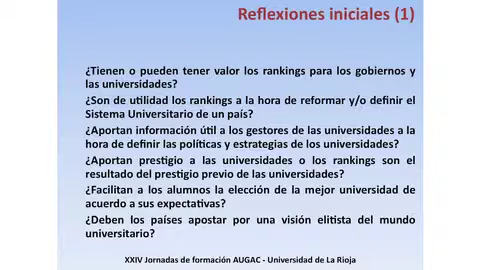 Reflexiones iniciales (1)
¿Tienen o pueden tener valor los rankings para los gobiernos y
las universidades?
¿Son de utilidad los rankings a la hora de reformar y/o definir el
Sistema Universitario de un país?
¿Aportan información útil a los gestores de las universidades a la
hora de definir las políticas y estrategias de los universidades?
¿Aportan prestigio a las universidades o los rankings son el
resultado del prestigio previo de las universidades?
¿Facilitan a los alumnos la elección de la mejor universidad de
acuerdo a sus expectativas?
¿Deben los países apostar por una visión elitista del mundo
universitario?
XXIV Jornadas de formación AUGAC - Universidad de La Rioja